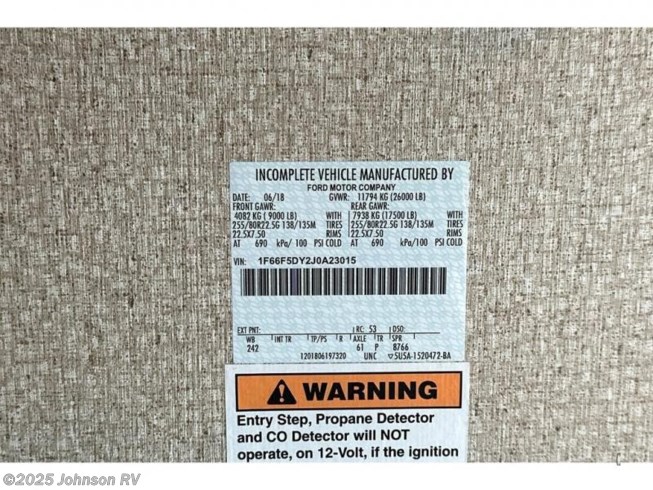 INCOMPLETE VEHICLE MANUFACTURED BY
FORD MOTOR COMPANY
DATE: 06/18 GVWR: 11794 KG (26000 LB)
FRONT GAWR: REAR GAWR:
4082 KG ( 9000 LB) WITH 7938 KG (17500 LB) WITH
255/80R22.5G 138/135M TIRES 255/80R22.5G 138/135M TIRES
22.5X7.50 RIMS 22.5X7.50 RIMS
AT 690 kPa/ 100 PSI COLD AT 690 kPa/ 100 PSI COLD
VIN: 1F66F5DY2J0A23015
EXT PNT: RC: 53 DSO:
WB INT TR TP/PS R AXLE TR SPR
242 61 P 8766
1201806197320 UNC 5U5A-1520472-BA
WARNING
Entry Step, Propane Detector
and CO Detector will NOT
operate, on 12-Volt, if the ignition
©2025 Johnson RV